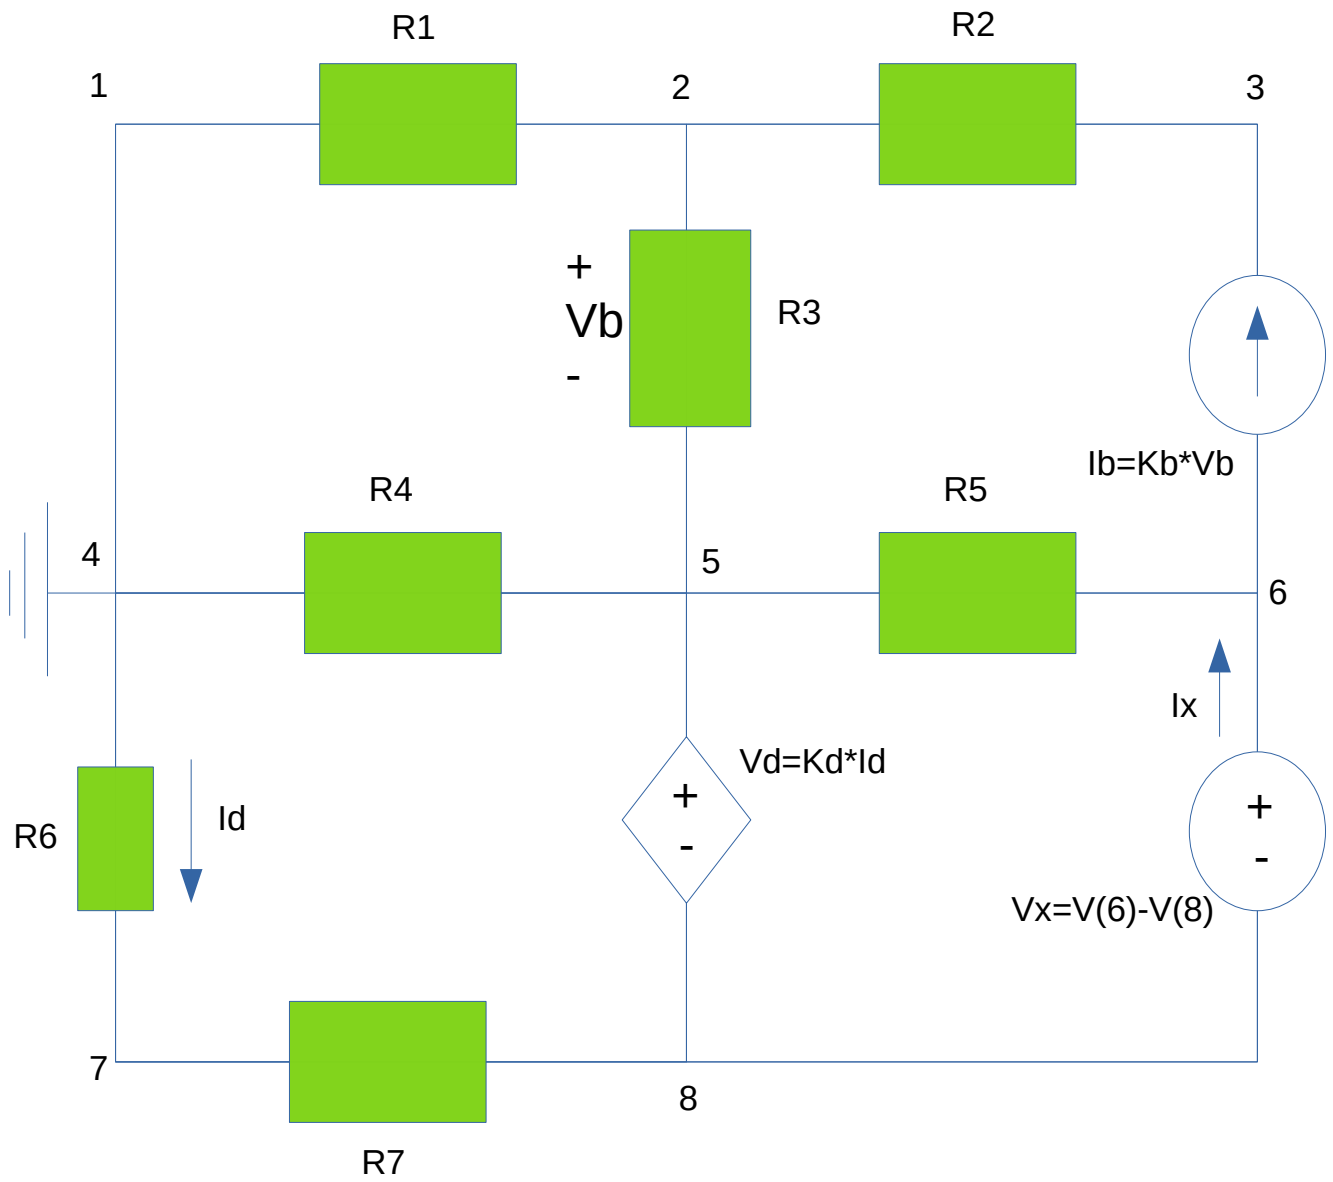 R1
R2
1
2
3
+
Vb
-
R3
Ib=Kb*Vb
R4
R5
4
5
6
Ix
Vd=Kd*Id
+
-
+
-
R6
Id
Vx=V(6)-V(8)
7
8
R7